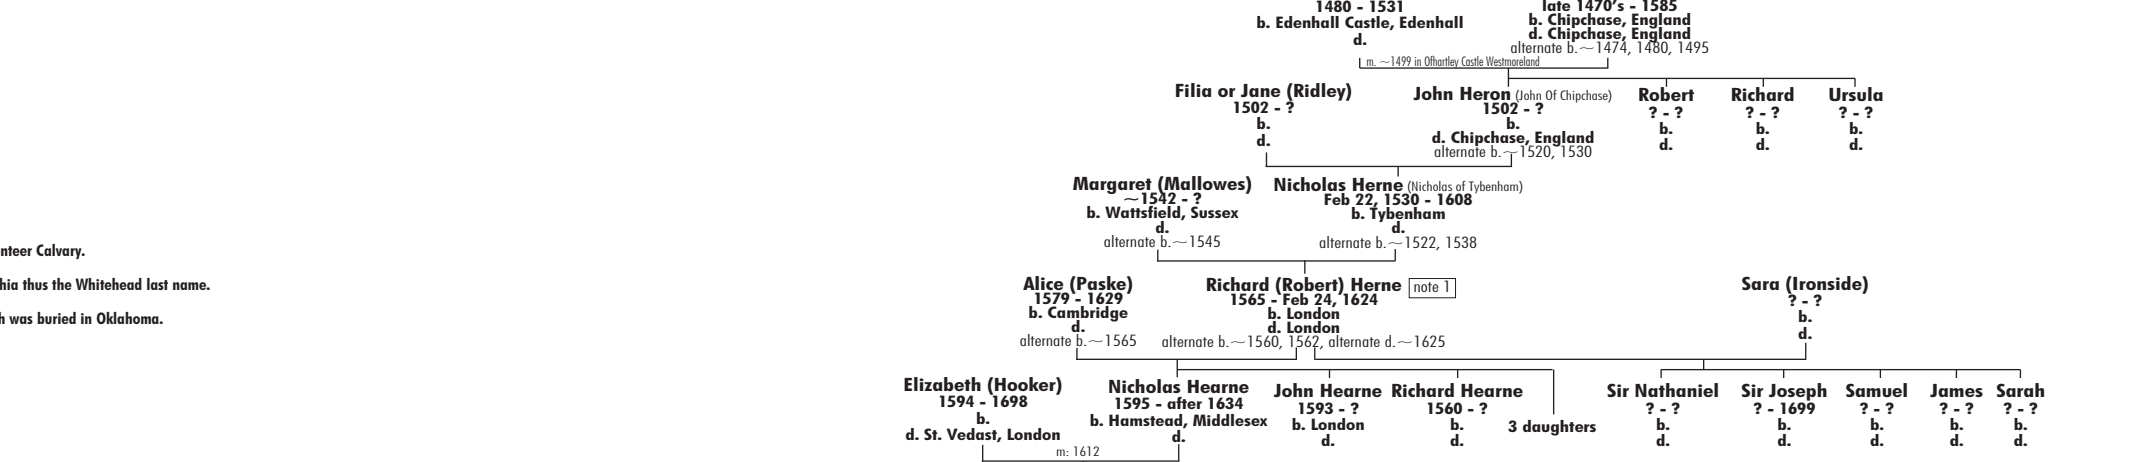 1480 - 1531
b. Edenhall Castle, Edenhall
d.
late 1470's - 1585
b. Chipchase, England
d. Chipchase, England
alternate b.~1474, 1480, 1495
m. ~1499 in Ofhartley Castle Westmoreland
Filia or Jane (Ridley)
1502 - ?
b.
d.
John Heron (John Of Chipchase)
1502 - ?
b.
d. Chipchase, England
alternate b.~1520, 1530
Robert
? - ?
b.
d.
Richard
? - ?
b.
d.
Ursula
? - ?
b.
d.
Margaret (Mallowes)
~1542 - ?
b. Wattsfield, Sussex
d.
alternate b.~1545
Nicholas Herne (Nicholas of Tybenham)
Feb 22, 1530 - 1608
b. Tybenham
d.
alternate b.~1522, 1538
nteer Calvary.
hia thus the Whitehead last name.
h was buried in Oklahoma.
Alice (Paske)
1579 - 1629
b. Cambridge
d.
alternate b.~1565
Richard (Robert) Herne note 1
1565 - Feb 24, 1624
b. London
d. London
alternate b.~1560, 1562, alternate d.~1625
Sara (Ironside)
? - ?
b.
d.
Elizabeth (Hooker)
1594 - 1698
b.
d. St. Vedast, London
Nicholas Hearne
1595 - after 1634
b. Hamstead, Middlesex
d.
m: 1612
John Hearne
1593 - ?
b. London
d.
Richard Hearne
1560 - ?
b.
d.
3 daughters
Sir Nathaniel
? - ?
b.
d.
Sir Joseph
? - 1699
b.
d.
Samuel
? - ?
b.
d.
James
? - ?
b.
d.
Sarah
? - ?
b.
d.